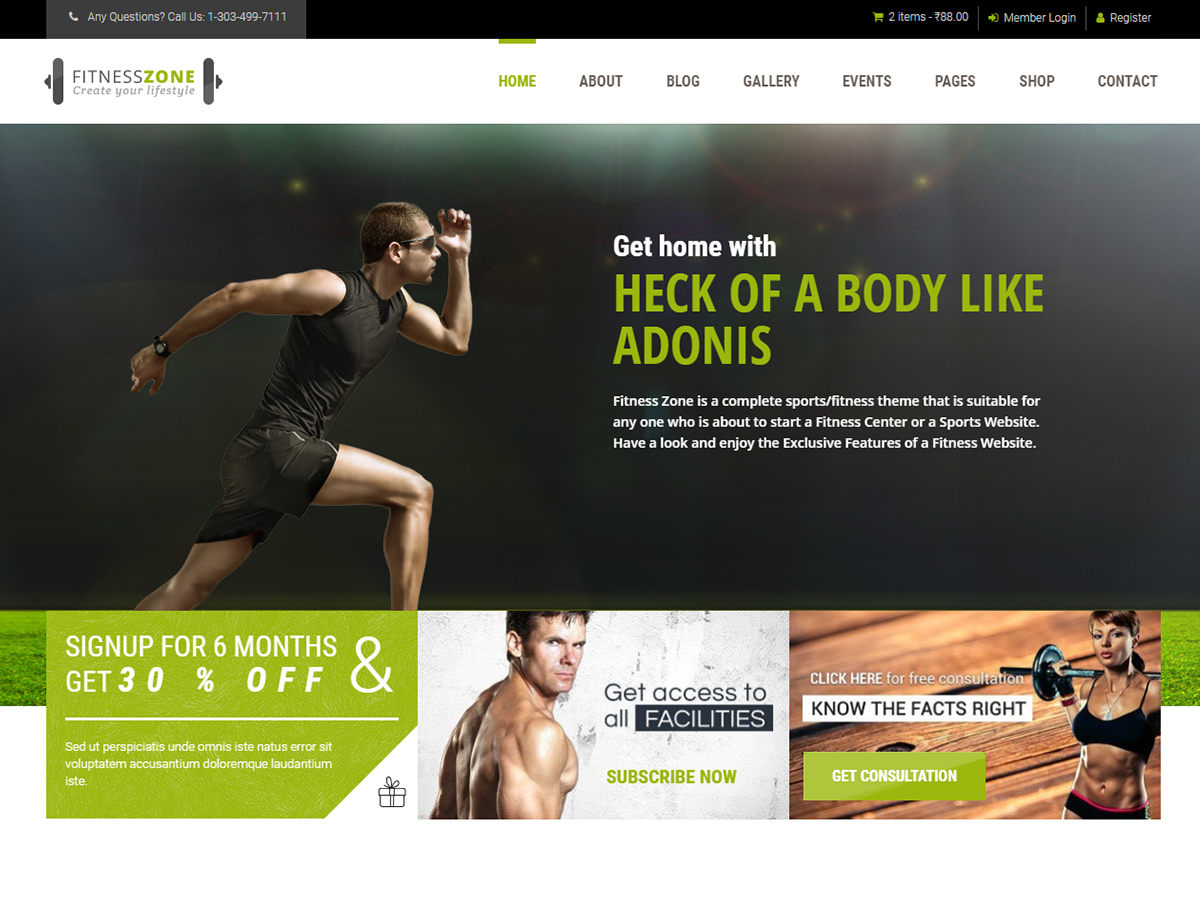 Any Questions? Call Us: 1-303-499-7111
2 items - ₹88.00
Member Login
Register
FITNESSZONE
Create your lifestyle
HOME
ABOUT
BLOG
GALLERY
EVENTS
PAGES
SHOP
CONTACT
Get home with
HECK OF A BODY LIKE
ADONIS
Fitness Zone is a complete sports/fitness theme that is suitable for
any one who is about to start a Fitness Center or a Sports Website.
Have a look and enjoy the Exclusive Features of a Fitness Website.
SIGNUP FOR 6 MONTHS
GET 30 % OFF &
Sed ut perspiciatis unde omnis iste natus error sit
voluptatem accusantium doloremque laudantium
iste.
Get access to
all FACILITIES
SUBSCRIBE NOW
CLICK HERE for free consultation
KNOW THE FACTS RIGHT
GET CONSULTATION